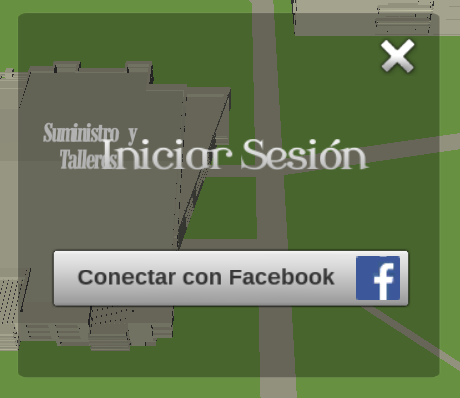 Suministro y
Talleres
Iniciar Sesión
Conectar con Facebook
f